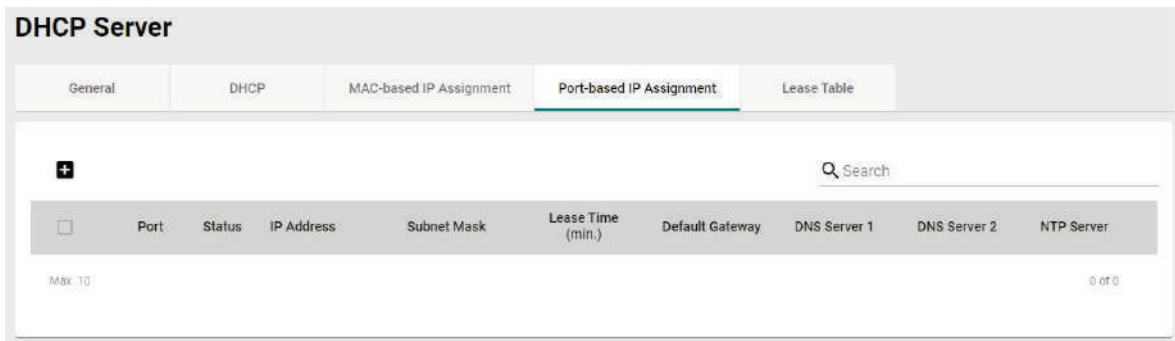 DHCP Server
General DHCP MAC-based IP Assignment Port-based IP Assignment Lease Table
Search
Port Status IP Address Subnet Mask Lease Time (min.) Default Gateway DNS Server 1 DNS Server 2 NTP Server
Max. 10 0 of 0